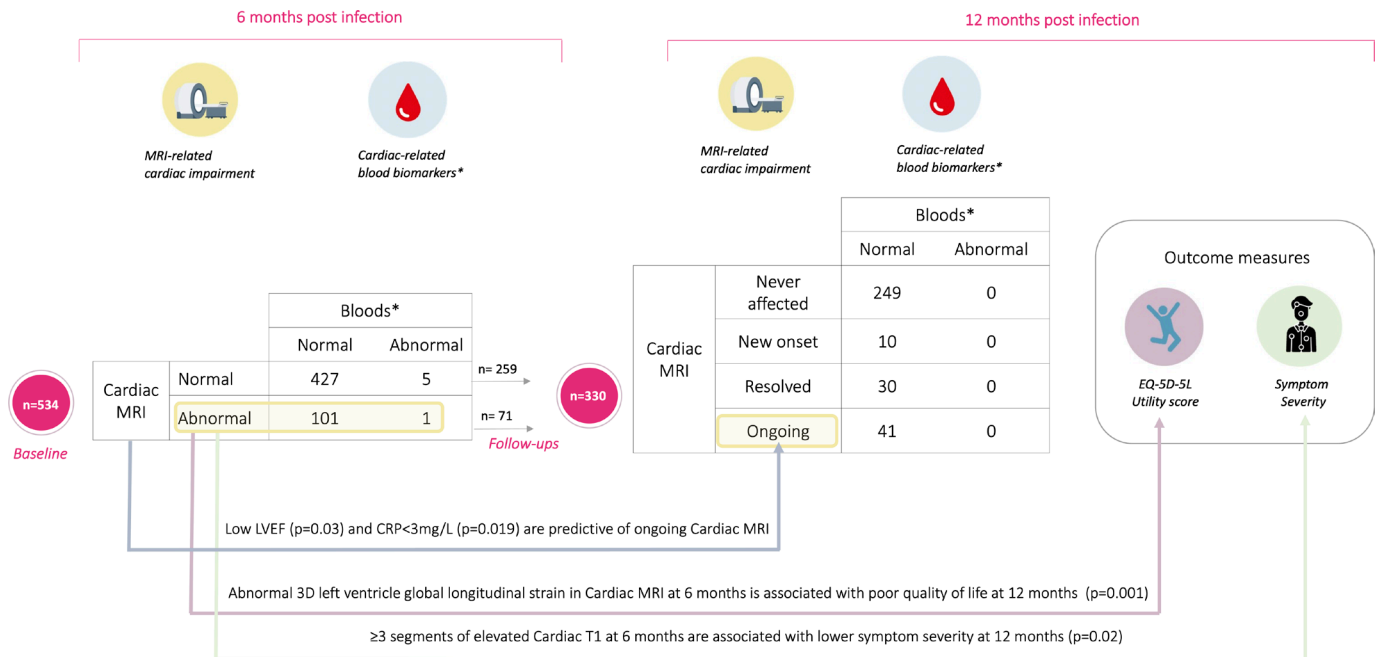 6 months post infection
12 months post infection
MRI-related
cardiac impairment
Cardiac-related
blood biomarkers*
MRI-related
cardiac impairment
Cardiac-related
blood biomarkers*
Bloods*
Normal Abnormal
Cardiac
MRI
Normal 427 5
Abnormal 101 1
n=534
Baseline
n= 259
n= 71
Follow-ups
n=330
Bloods*
Normal Abnormal
Cardiac
MRI
Never
affected
249 0
New onset 10 0
Resolved 30 0
Ongoing 41 0
Outcome measures
EQ-5D-5L
Utility score
Symptom
Severity
Low LVEF (p=0.03) and CRP<3mg/L (p=0.019) are predictive of ongoing Cardiac MRI
Abnormal 3D left ventricle global longitudinal strain in Cardiac MRI at 6 months is associated with poor quality of life at 12 months (p=0.001)
≥3 segments of elevated Cardiac T1 at 6 months are associated with lower symptom severity at 12 months (p=0.02)